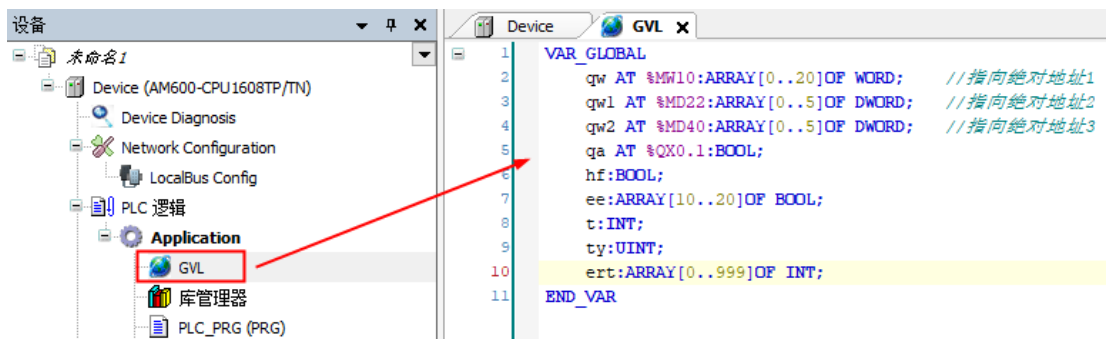 设备
未命名1
Device (AM600-CPU1608TP/TN)
Device Diagnosis
Network Configuration
LocalBus Config
PLC 逻辑
Application
GVL
库管理器
PLC_PRG (PRG)
Device
GVL
1 VAR_GLOBAL
2 qw AT %MW10:ARRAY[0..20]OF WORD; //指向绝对地址1
3 qw1 AT %MD22:ARRAY[0..5]OF DWORD; //指向绝对地址2
4 qw2 AT %MD40:ARRAY[0..5]OF DWORD; //指向绝对地址3
5 qa AT %QX0.1:BOOL;
6 hf:BOOL;
7 ee:ARRAY[10..20]OF BOOL;
8 t:INT;
9 ty:UINT;
10 ert:ARRAY[0..999]OF INT;
11 END_VAR